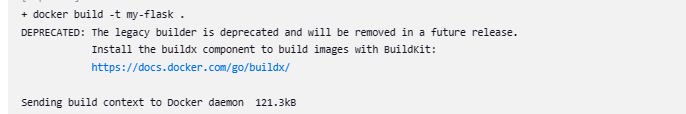 + docker build -t my-flask .
DEPRECATED: The legacy builder is deprecated and will be removed in a future release.
            Install the buildx component to build images with BuildKit:
            https://docs.docker.com/go/buildx/

Sending build context to Docker daemon  121.3kB